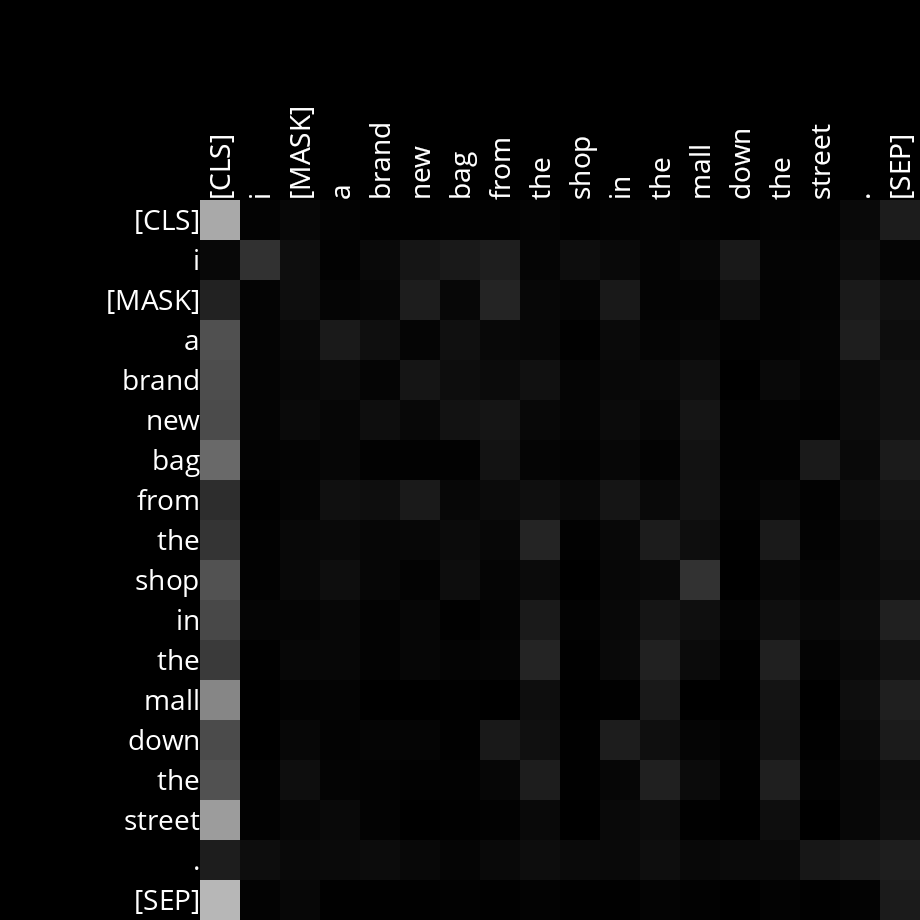 [CLS] i [MASK] a brand new bag from the shop in the mall down the street . [SEP]
[CLS]
i
[MASK]
a
brand
new
bag
from
the
shop
in
the
mall
down
the
street
.
[SEP]